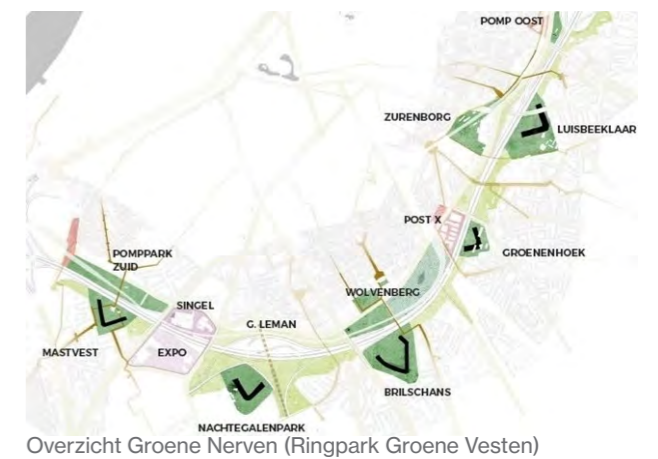 POMP OOST
ZURENBORG
LUISBEEKLAAR
POST X
GROENENHOEK
POMPPARK
ZUID
WOLVENBERG
SINGEL
G. LEMAN
MASTVEST
EXPO
BRILSCHANS
NACHTEGALENPARK
Overzicht Groene Nerven (Ringpark Groene Vesten)